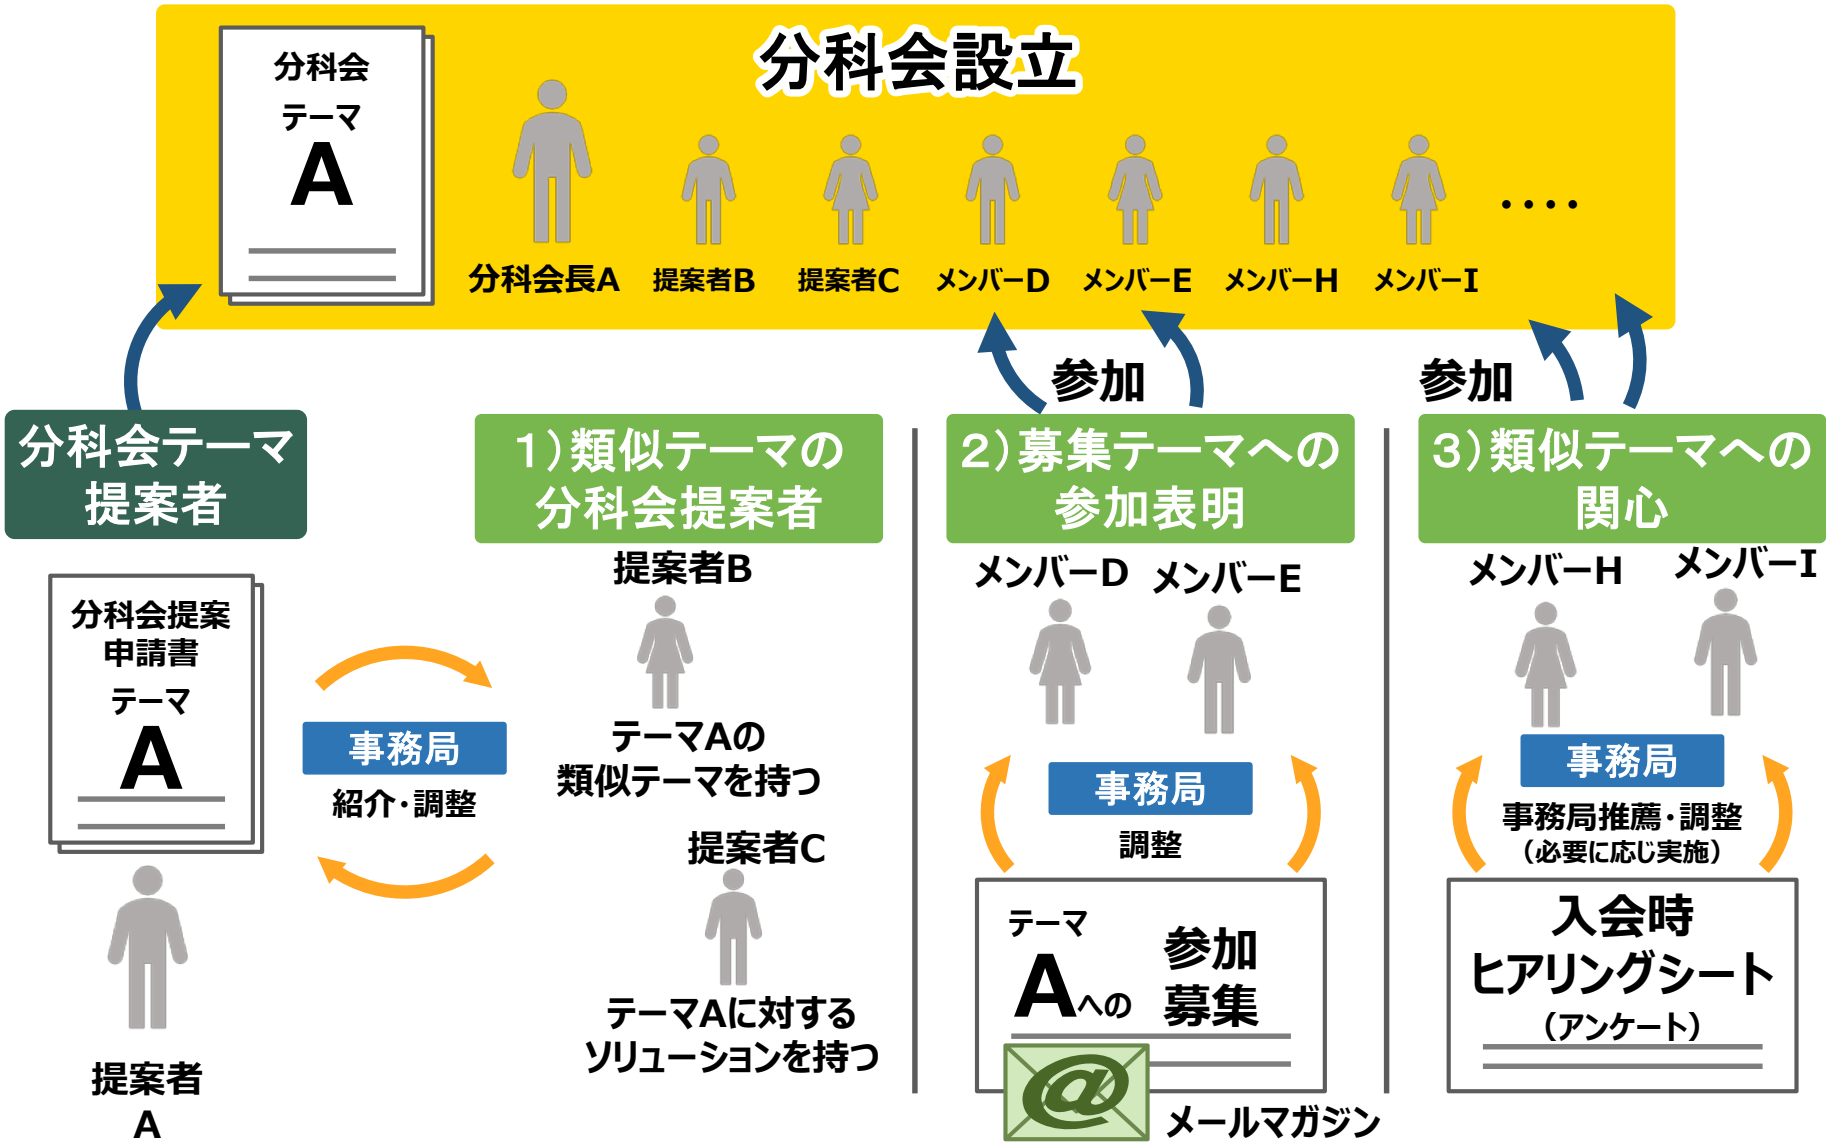 分科会設立
分科会
テーマ
A
分科会長A
提案者B
提案者C
メンバーD
メンバーE
メンバーH
メンバーI
････
参加
参加
分科会テーマ
提案者
分科会提案
申請書
テーマ
A
提案者
A
事務局
紹介・調整
1）類似テーマの
分科会提案者
提案者B
テーマAの
類似テーマを持つ
提案者C
テーマAに対する
ソリューションを持つ
2）募集テーマへの
参加表明
メンバーD
メンバーE
事務局
調整
テーマ
Aへの
参加
募集
@
メールマガジン
3）類似テーマへの
関心
メンバーH
メンバーI
事務局
事務局推薦・調整
（必要に応じ実施）
入会時
ヒアリングシート
（アンケート）